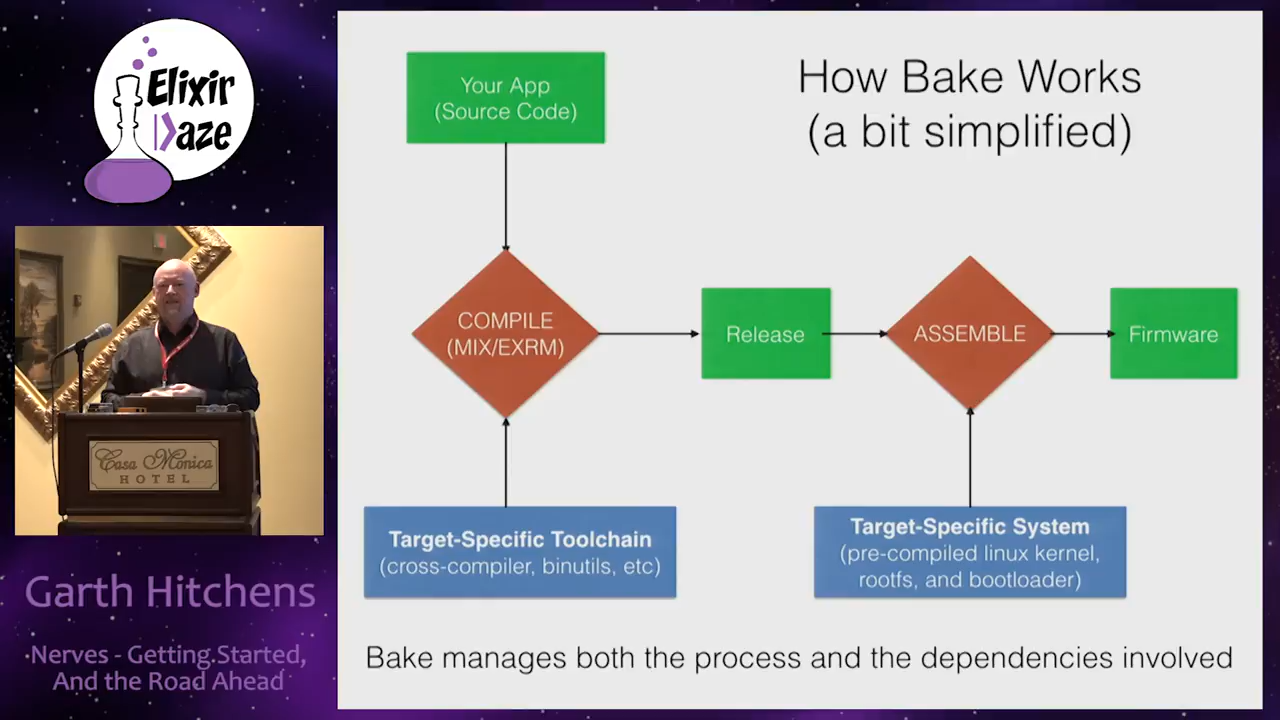 Elixir
|>aze
Casa Monica
HOTEL
Garth Hitchens
Nerves - Getting Started,
And the Road Ahead
How Bake Works
(a bit simplified)
Your App
(Source Code)
COMPILE
(MIX/EXRM)
Release
ASSEMBLE
Firmware
Target-Specific Toolchain
(cross-compiler, binutils, etc)
Target-Specific System
(pre-compiled linux kernel,
rootfs, and bootloader)
Bake manages both the process and the dependencies involved